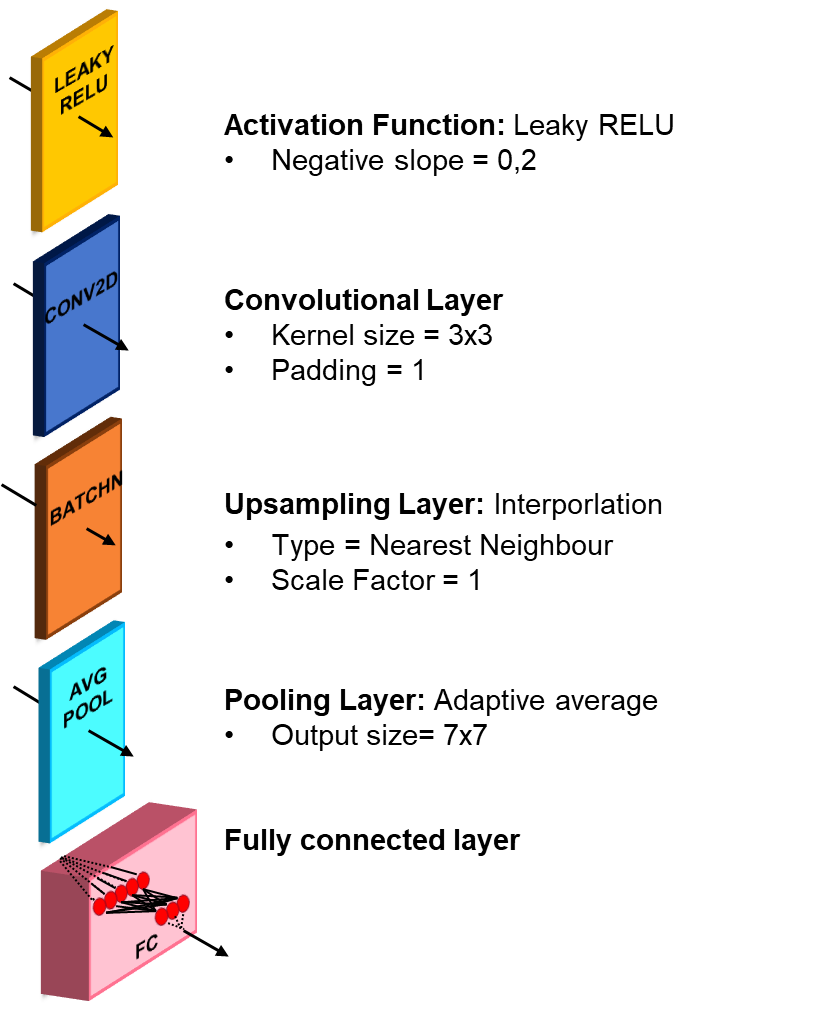 LEAKY
RELU
Activation Function: Leaky RELU
• Negative slope = 0,2
CONV2D
Convolutional Layer
• Kernel size = 3x3
• Padding = 1
BATCHN
Upsampling Layer: Interporlation
• Type = Nearest Neighbour
• Scale Factor = 1
AVG
POOL
Pooling Layer: Adaptive average
• Output size= 7x7
Fully connected layer
FC